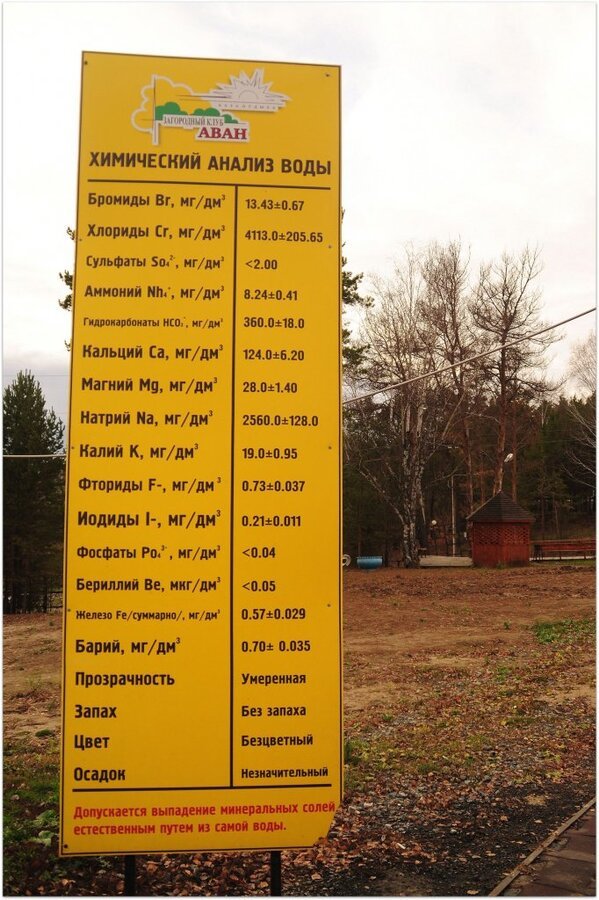 ЗАГОРОДНЫЙ КЛУБ
АВАН
ХИМИЧЕСКИЙ АНАЛИЗ ВОДЫ
Бромиды Br, мг/дм³ 13.43±0.67
Хлориды Cr, мг/дм³ 4113.0±205.65
Сульфаты So₄²⁻, мг/дм³ <2.00
Аммоний Nh₄⁺, мг/дм³ 8.24±0.41
Гидрокарбонаты HCO₃⁻, мг/дм³ 360.0±18.0
Кальций Ca, мг/дм³ 124.0±6.20
Магний Mg, мг/дм³ 28.0±1.40
Натрий Na, мг/дм³ 2560.0±128.0
Калий К, мг/дм³ 19.0±0.95
Фториды F-, мг/дм³ 0.73±0.037
Иодиды I-, мг/дм³ 0.21±0.011
Фосфаты Po₄³⁻, мг/дм³ <0.04
Бериллий Be, мкг/дм³ <0.05
Железо Fe/суммарно/, мг/дм³ 0.57±0.029
Барий, мг/дм³ 0.70± 0.035
Прозрачность Умеренная
Запах Без запаха
Цвет Безцветный
Осадок Незначительный
Допускается выпадение минеральных солей
естественным путем из самой воды.